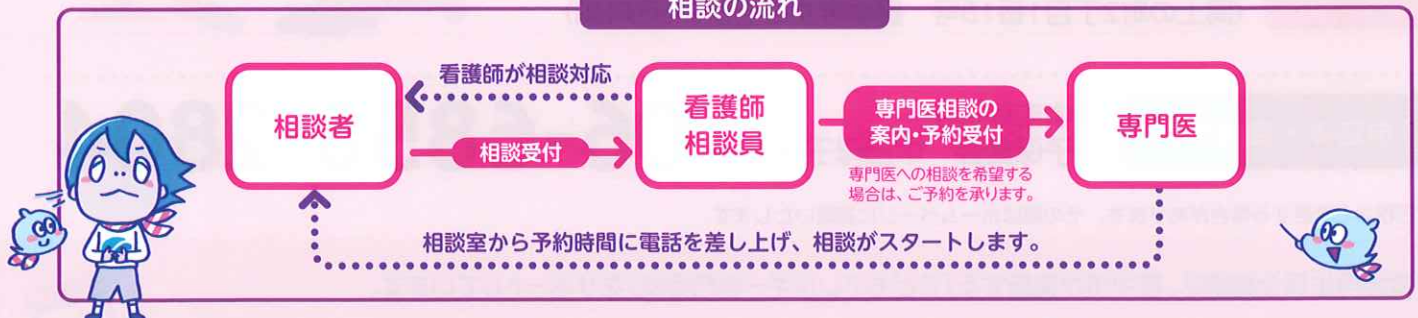 相談の流れ
看護師が相談対応
相談者
相談受付
看護師
相談員
専門医相談の
案内・予約受付
専門医への相談を希望する
場合は、ご予約を承ります。
専門医
相談室から予約時間に電話を差し上げ、相談がスタートします。